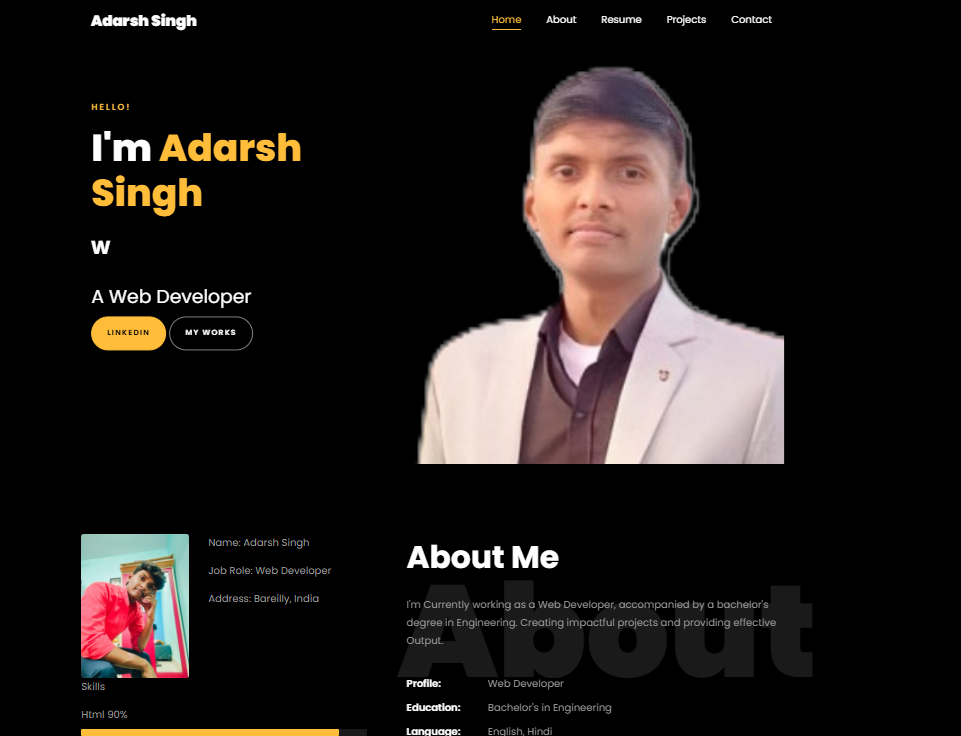 Adarsh Singh
Home About Resume Projects Contact
HELLO!
I'm Adarsh
Singh
W
A Web Developer
LINKEDIN MY WORKS
Name: Adarsh Singh
Job Role: Web Developer
Address: Bareilly, India
Skills
Html 90%
About Me
About
I'm Currently working as a Web Developer, accompanied by a bachelor's
degree in Engineering. Creating impactful projects and providing effective
Output.
Profile: Web Developer
Education: Bachelor's in Engineering
Language: English, Hindi